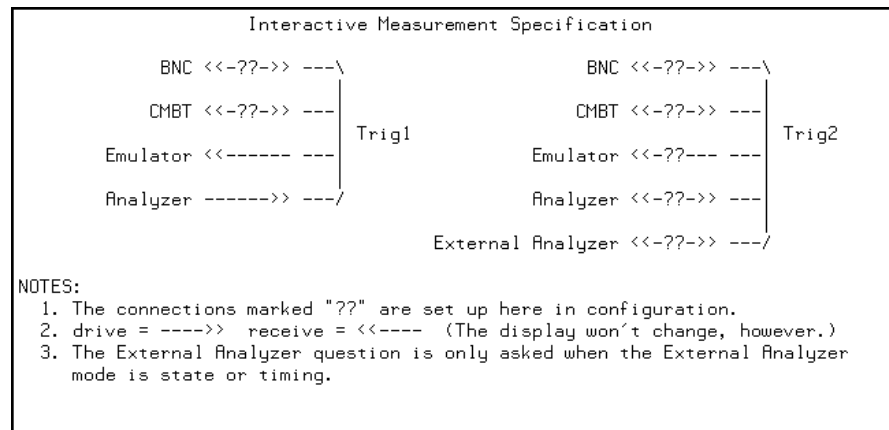 Interactive Measurement Specification
BNC <<-??->> ---\                         BNC <<-??->> ---\
CMBT <<-??->> ---|                        CMBT <<-??->> ---|
Trig1                                     Trig2
Emulator <<------ ---|                    Emulator <<-??--- ---|
Analyzer ------>> ---/                    Analyzer <<-??->> ---|
External Analyzer <<-??->> ---/
NOTES:
1. The connections marked "??" are set up here in configuration.
2. drive = ---->>  receive = <<----  (The display won't change, however.)
3. The External Analyzer question is only asked when the External Analyzer
mode is state or timing.